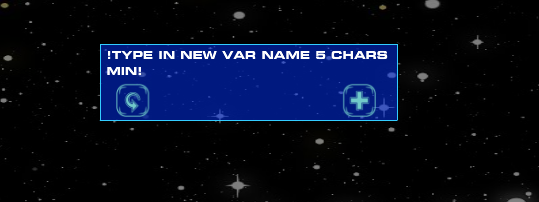 !TYPE IN NEW VAR NAME 5 CHARS
MIN!